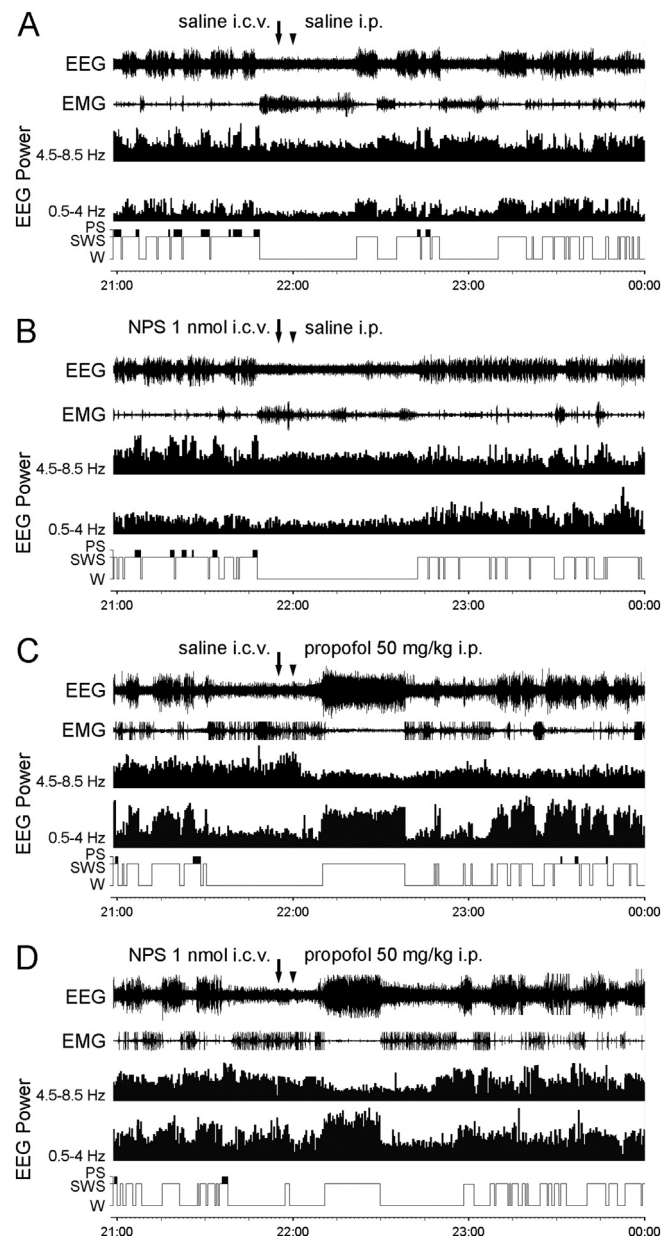 A
saline i.c.v. saline i.p.
EEG
EMG
EEG Power
4.5-8.5 Hz
0.5-4 Hz
PS
SWS
W
21:00 22:00 23:00 00:00
B
NPS 1 nmol i.c.v. saline i.p.
EEG
EMG
EEG Power
4.5-8.5 Hz
0.5-4 Hz
PS
SWS
W
21:00 22:00 23:00 00:00
C
saline i.c.v. propofol 50 mg/kg i.p.
EEG
EMG
EEG Power
4.5-8.5 Hz
0.5-4 Hz
PS
SWS
W
21:00 22:00 23:00 00:00
D
NPS 1 nmol i.c.v. propofol 50 mg/kg i.p.
EEG
EMG
EEG Power
4.5-8.5 Hz
0.5-4 Hz
PS
SWS
W
21:00 22:00 23:00 00:00